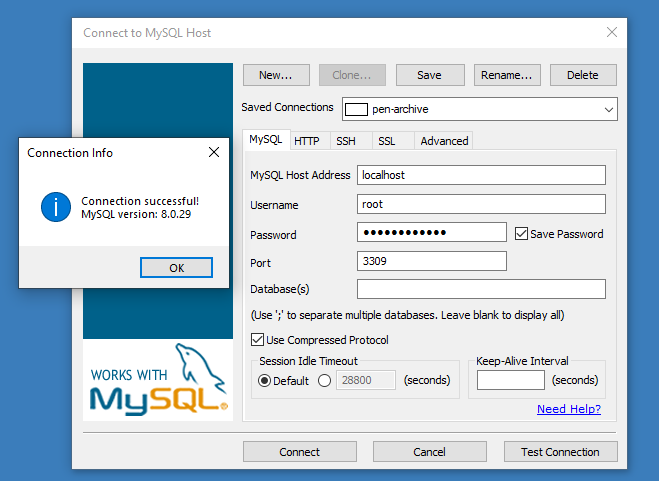 Connect to MySQL Host
New...
Clone...
Save
Rename...
Delete
Saved Connections
pen-archive
MySQL
HTTP
SSH
SSL
Advanced
Connection Info
Connection successful!
MySQL version: 8.0.29
OK
MySQL Host Address
localhost
Username
root
Password
••••••••••••
Save Password
Port
3309
Database(s)
(Use ';' to separate multiple databases. Leave blank to display all)
Use Compressed Protocol
Session Idle Timeout
Default
28800
(seconds)
Keep-Alive Interval
(seconds)
Need Help?
WORKS WITH
MySQL®
Connect
Cancel
Test Connection